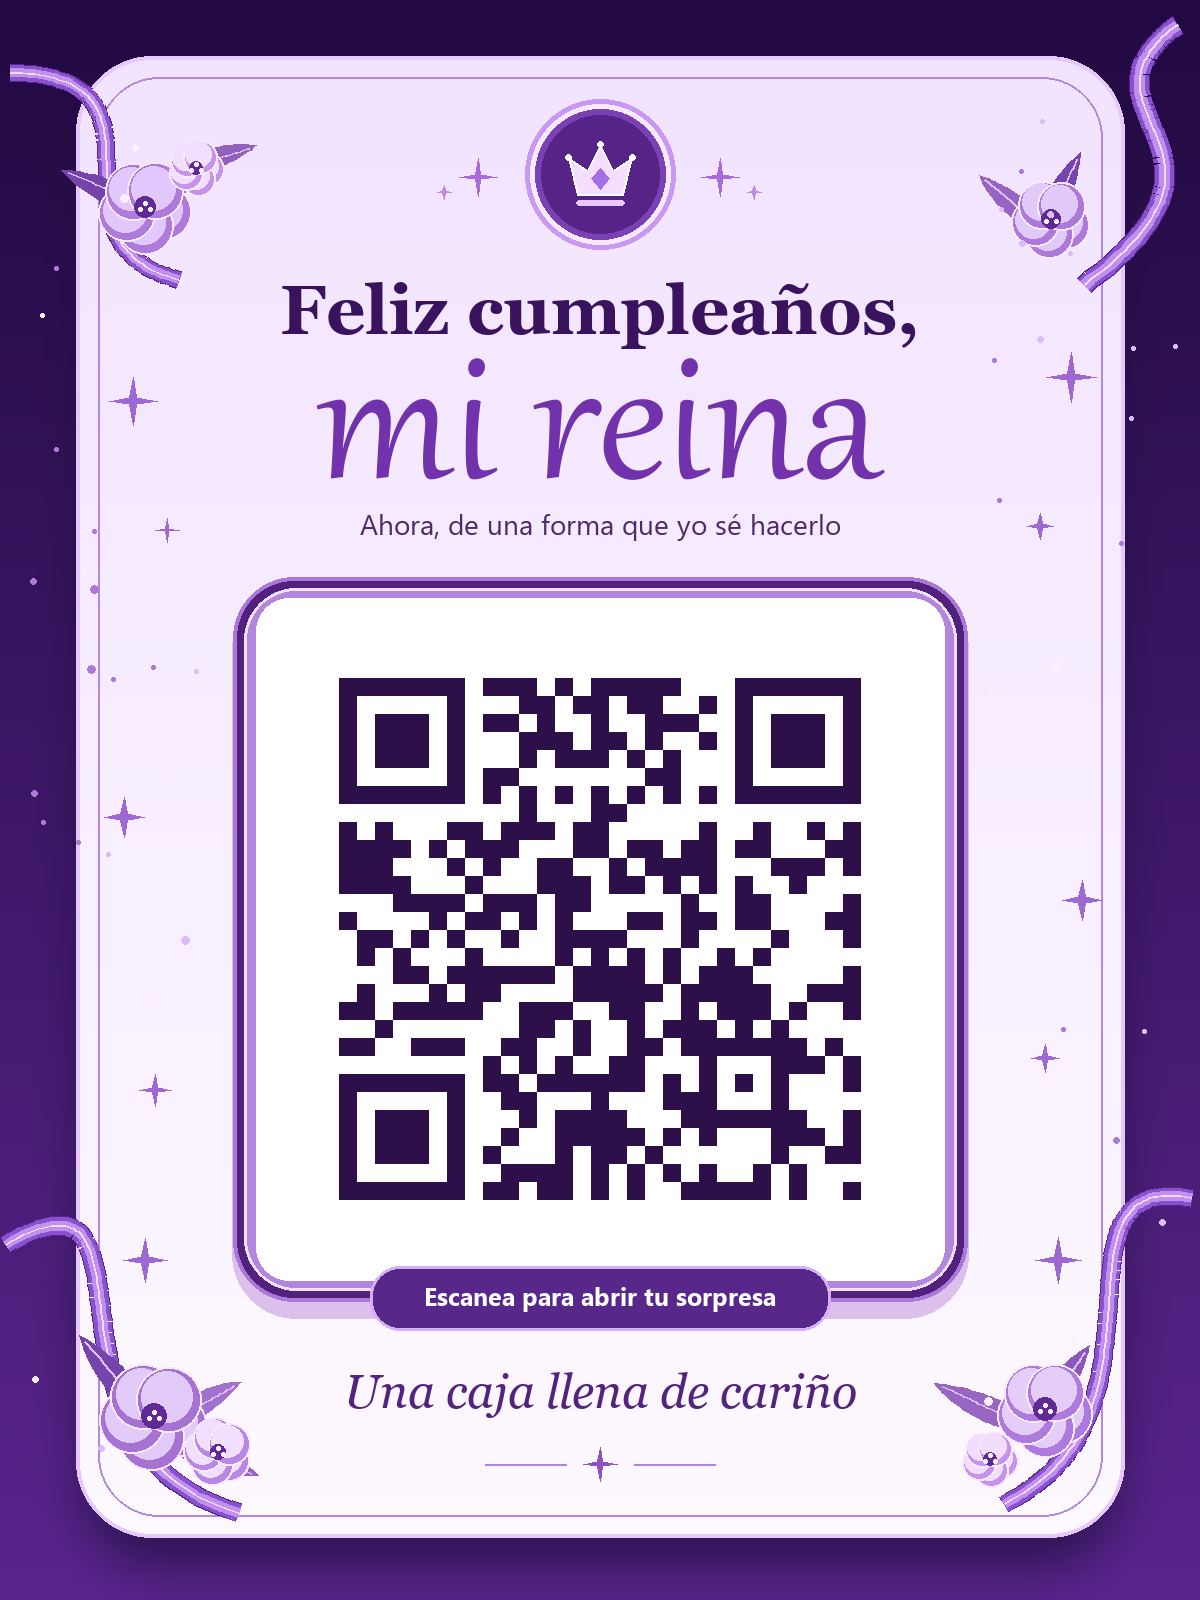 Feliz cumpleaños,
mi reina
Ahora, de una forma que yo sé hacerlo
Escanea para abrir tu sorpresa
Una caja llena de cariño